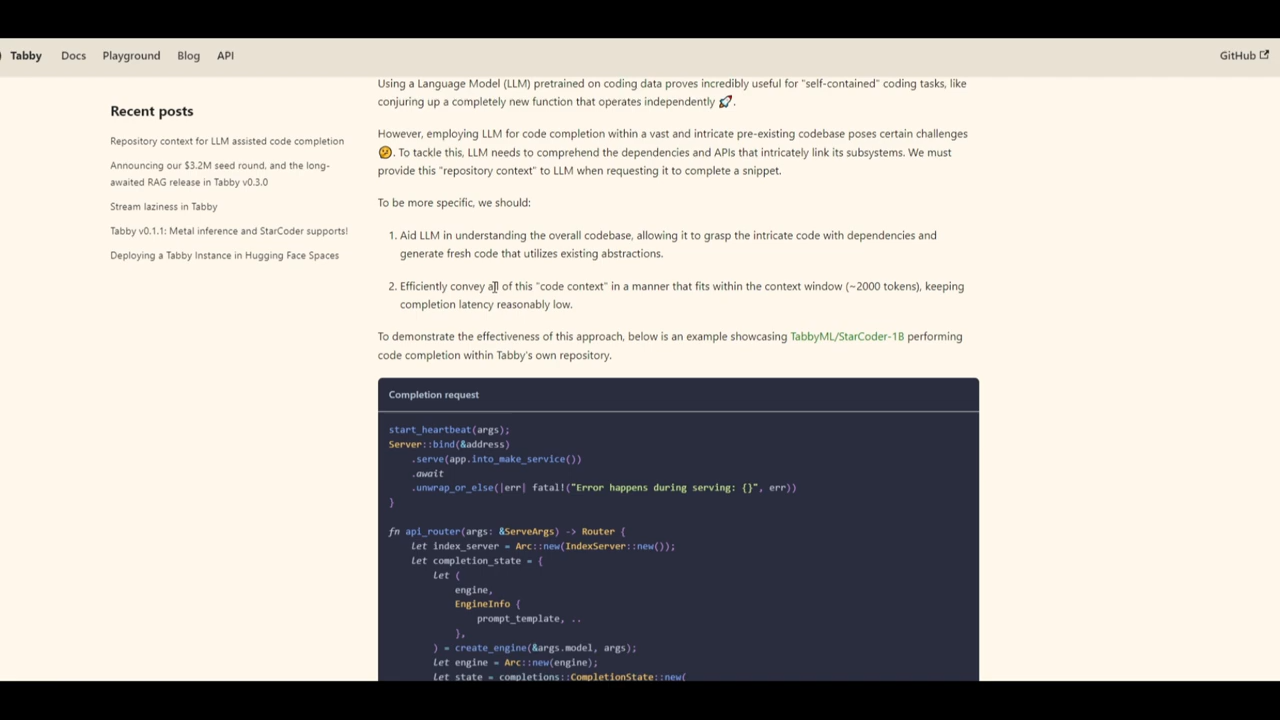 Tabby Docs Playground Blog API GitHub
Recent posts
Repository context for LLM assisted code completion
Announcing our $3.2M seed round, and the long-
awaited RAG release in Tabby v0.3.0
Stream laziness in Tabby
Tabby v0.1.1: Metal inference and StarCoder supports!
Deploying a Tabby Instance in Hugging Face Spaces
Using a Language Model (LLM) pretrained on coding data proves incredibly useful for "self-contained" coding tasks, like
conjuring up a completely new function that operates independently 🚀.
However, employing LLM for code completion within a vast and intricate pre-existing codebase poses certain challenges
🤔. To tackle this, LLM needs to comprehend the dependencies and APIs that intricately link its subsystems. We must
provide this "repository context" to LLM when requesting it to complete a snippet.
To be more specific, we should:
1. Aid LLM in understanding the overall codebase, allowing it to grasp the intricate code with dependencies and
generate fresh code that utilizes existing abstractions.
2. Efficiently convey all of this "code context" in a manner that fits within the context window (~2000 tokens), keeping
completion latency reasonably low.
To demonstrate the effectiveness of this approach, below is an example showcasing TabbyML/StarCoder-1B performing
code completion within Tabby's own repository.
Completion request
start_heartbeat(args);
Server::bind(&address)
    .serve(app.into_make_service())
    .await
    .unwrap_or_else(|err| fatal!("Error happens during serving: {}", err))
}
fn api_router(args: &ServeArgs) -> Router {
    let index_server = Arc::new(IndexServer::new());
    let completion_state = {
        let (
            engine,
            EngineInfo {
                prompt_template, ..
            },
        ) = create_engine(&args.model, args);
        let engine = Arc::new(engine);
        let state = completions::CompletionState::new(